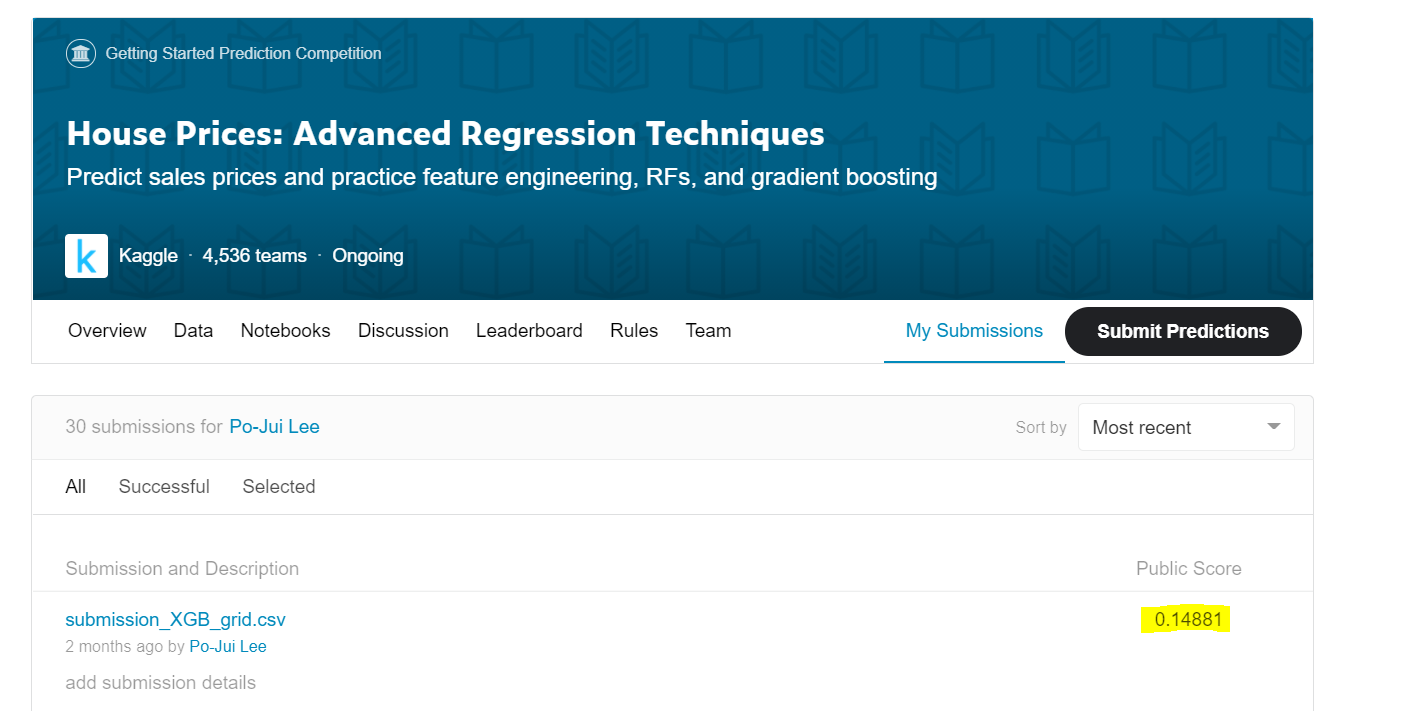 Getting Started Prediction Competition
House Prices: Advanced Regression Techniques
Predict sales prices and practice feature engineering, RFs, and gradient boosting
k Kaggle · 4,536 teams · Ongoing
Overview Data Notebooks Discussion Leaderboard Rules Team My Submissions Submit Predictions
30 submissions for Po-Jui Lee Sort by Most recent
All Successful Selected
Submission and Description Public Score
submission_XGB_grid.csv 0.14881
2 months ago by Po-Jui Lee
add submission details